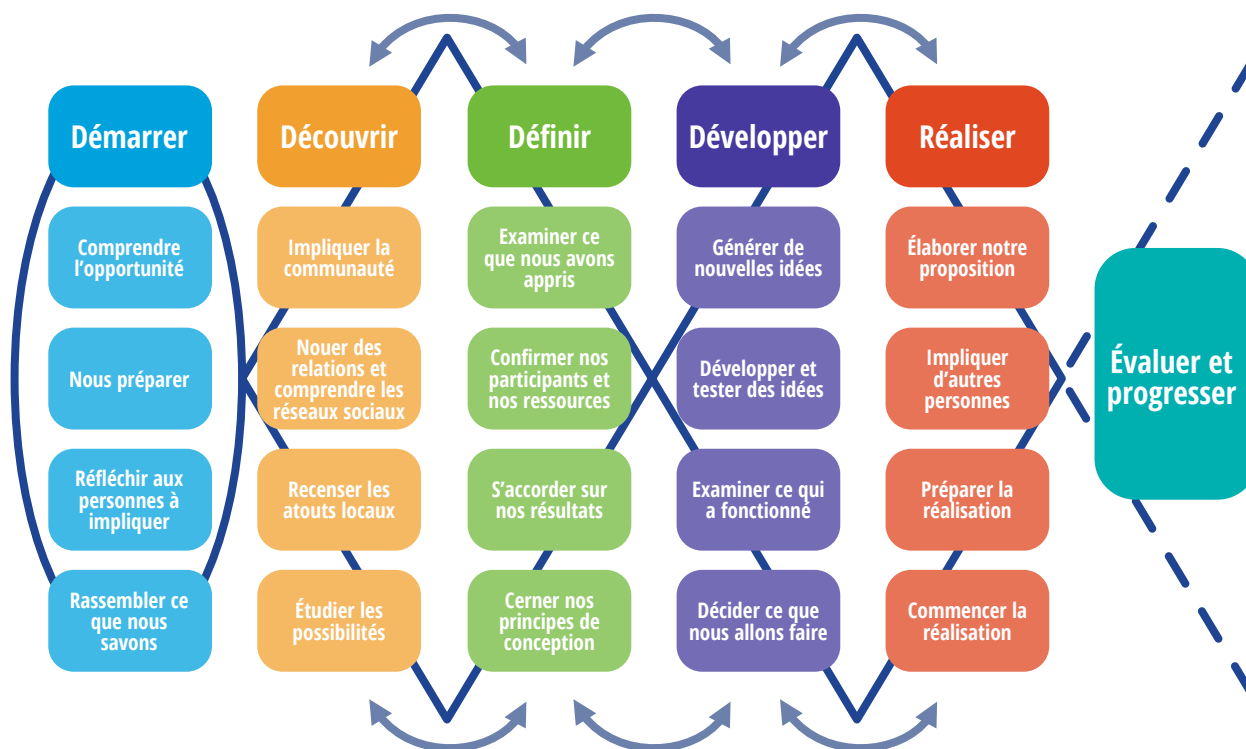 Démarrer
Comprendre
l’opportunité
Nous préparer
Réfléchir aux
personnes à
impliquer
Rassembler ce
que nous
savons
Découvrir
Impliquer la
communauté
Nouer des
relations et
comprendre les
réseaux sociaux
Recenser les
atouts locaux
Étudier les
possibilités
Définir
Examiner ce
que nous avons
appris
Confirmer nos
participants et
nos ressources
S’accorder sur
nos résultats
Cerner nos
principes de
conception
Développer
Générer de
nouvelles idées
Développer et
tester des idées
Examiner ce qui
a fonctionné
Décider ce que
nous allons faire
Réaliser
Élaborer notre
proposition
Impliquer
d’autres
personnes
Préparer la
réalisation
Commencer la
réalisation
Évaluer et
progresser